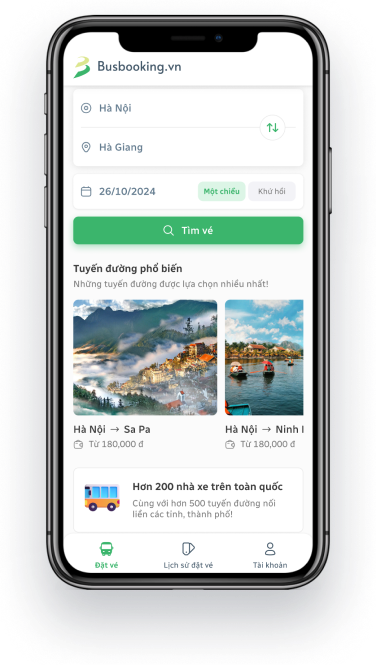 Busbooking.vn
Hà Nội
Hà Giang
26/10/2024 Một chiều Khứ hồi
Tìm vé
Tuyến đường phổ biến
Những tuyến đường được lựa chọn nhiều nhất!
Hà Nội → Sa Pa
Từ 180,000 đ
Hà Nội → Ninh
Từ 180,000 đ
Hơn 200 nhà xe trên toàn quốc
Cùng với hơn 500 tuyến đường nối
liền các tỉnh, thành phố!
Đặt vé
Lịch sử đặt vé
Tài khoản